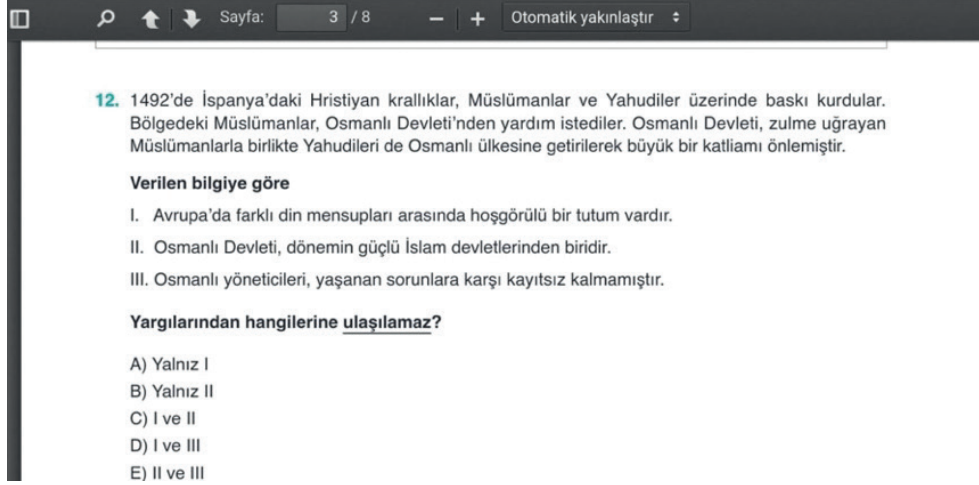 Sayfa: 3 / 8 Otomatik yakınlaştır
12. 1492’de İspanya’daki Hristiyan krallıklar, Müslümanlar ve Yahudiler üzerinde baskı kurdular.
Bölgedeki Müslümanlar, Osmanlı Devleti’nden yardım istediler. Osmanlı Devleti, zulme uğrayan
Müslümanlarla birlikte Yahudileri de Osmanlı ülkesine getirilerek büyük bir katliamı önlemiştir.
Verilen bilgiye göre
I. Avrupa’da farklı din mensupları arasında hoşgörülü bir tutum vardır.
II. Osmanlı Devleti, dönemin güçlü İslam devletlerinden biridir.
III. Osmanlı yöneticileri, yaşanan sorunlara karşı kayıtsız kalmamıştır.
Yargılarından hangilerine ulaşılamaz?
A) Yalnız I
B) Yalnız II
C) I ve II
D) I ve III
E) II ve III